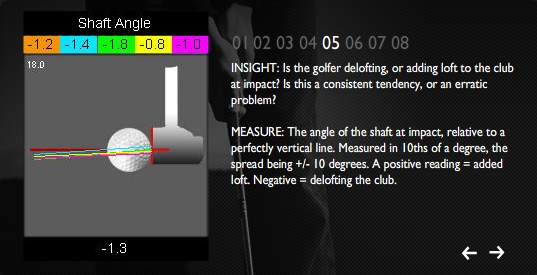 Shaft Angle
-1.2 -1.4 -1.8 -0.8 -1.0
18.0
-1.3
01 02 03 04 05 06 07 08
INSIGHT: Is the golfer delofting, or adding loft to the club
at impact? Is this a consistent tendency, or an erratic
problem?
MEASURE: The angle of the shaft at impact, relative to a
perfectly vertical line. Measured in 10ths of a degree, the
spread being +/- 10 degrees. A positive reading = added
loft. Negative = delofting the club.